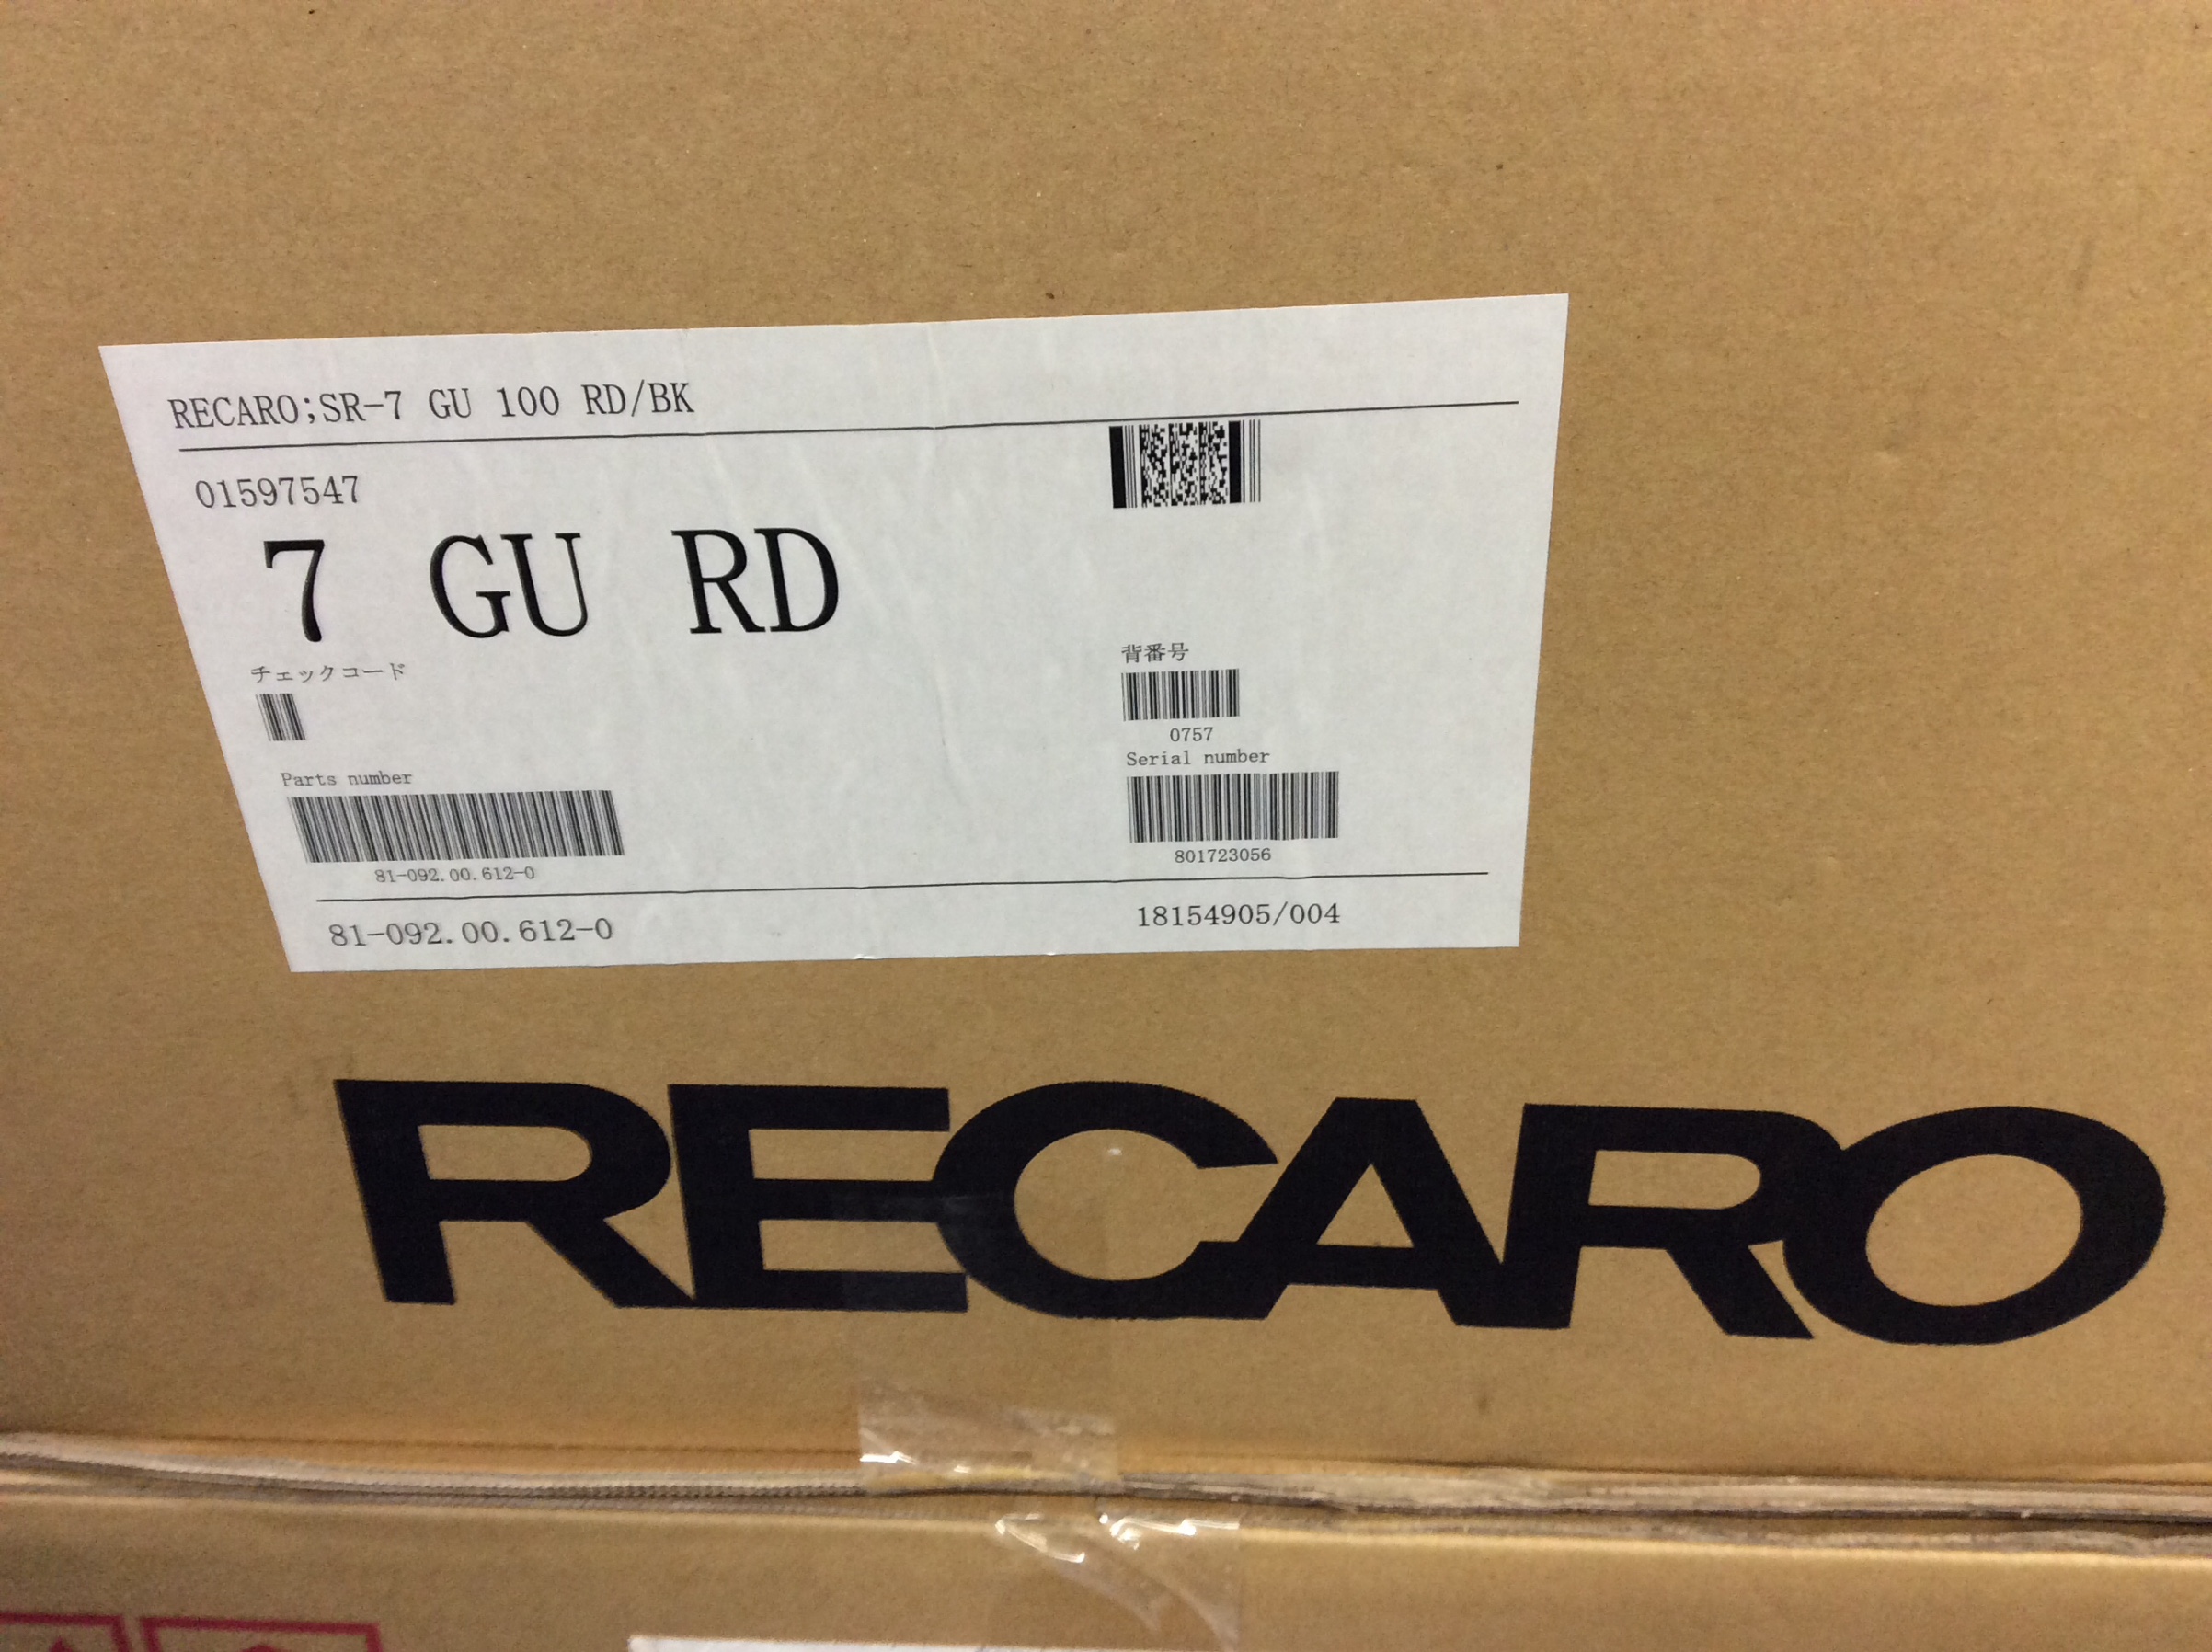 RECARO;SR-7 GU 100 RD/BK
01597547
7 GU RD
チェックコード
背番号
0757
Parts number
Serial number
81-092.00.612-0
801723056
81-092.00.612-0
18154905/004
RECARO